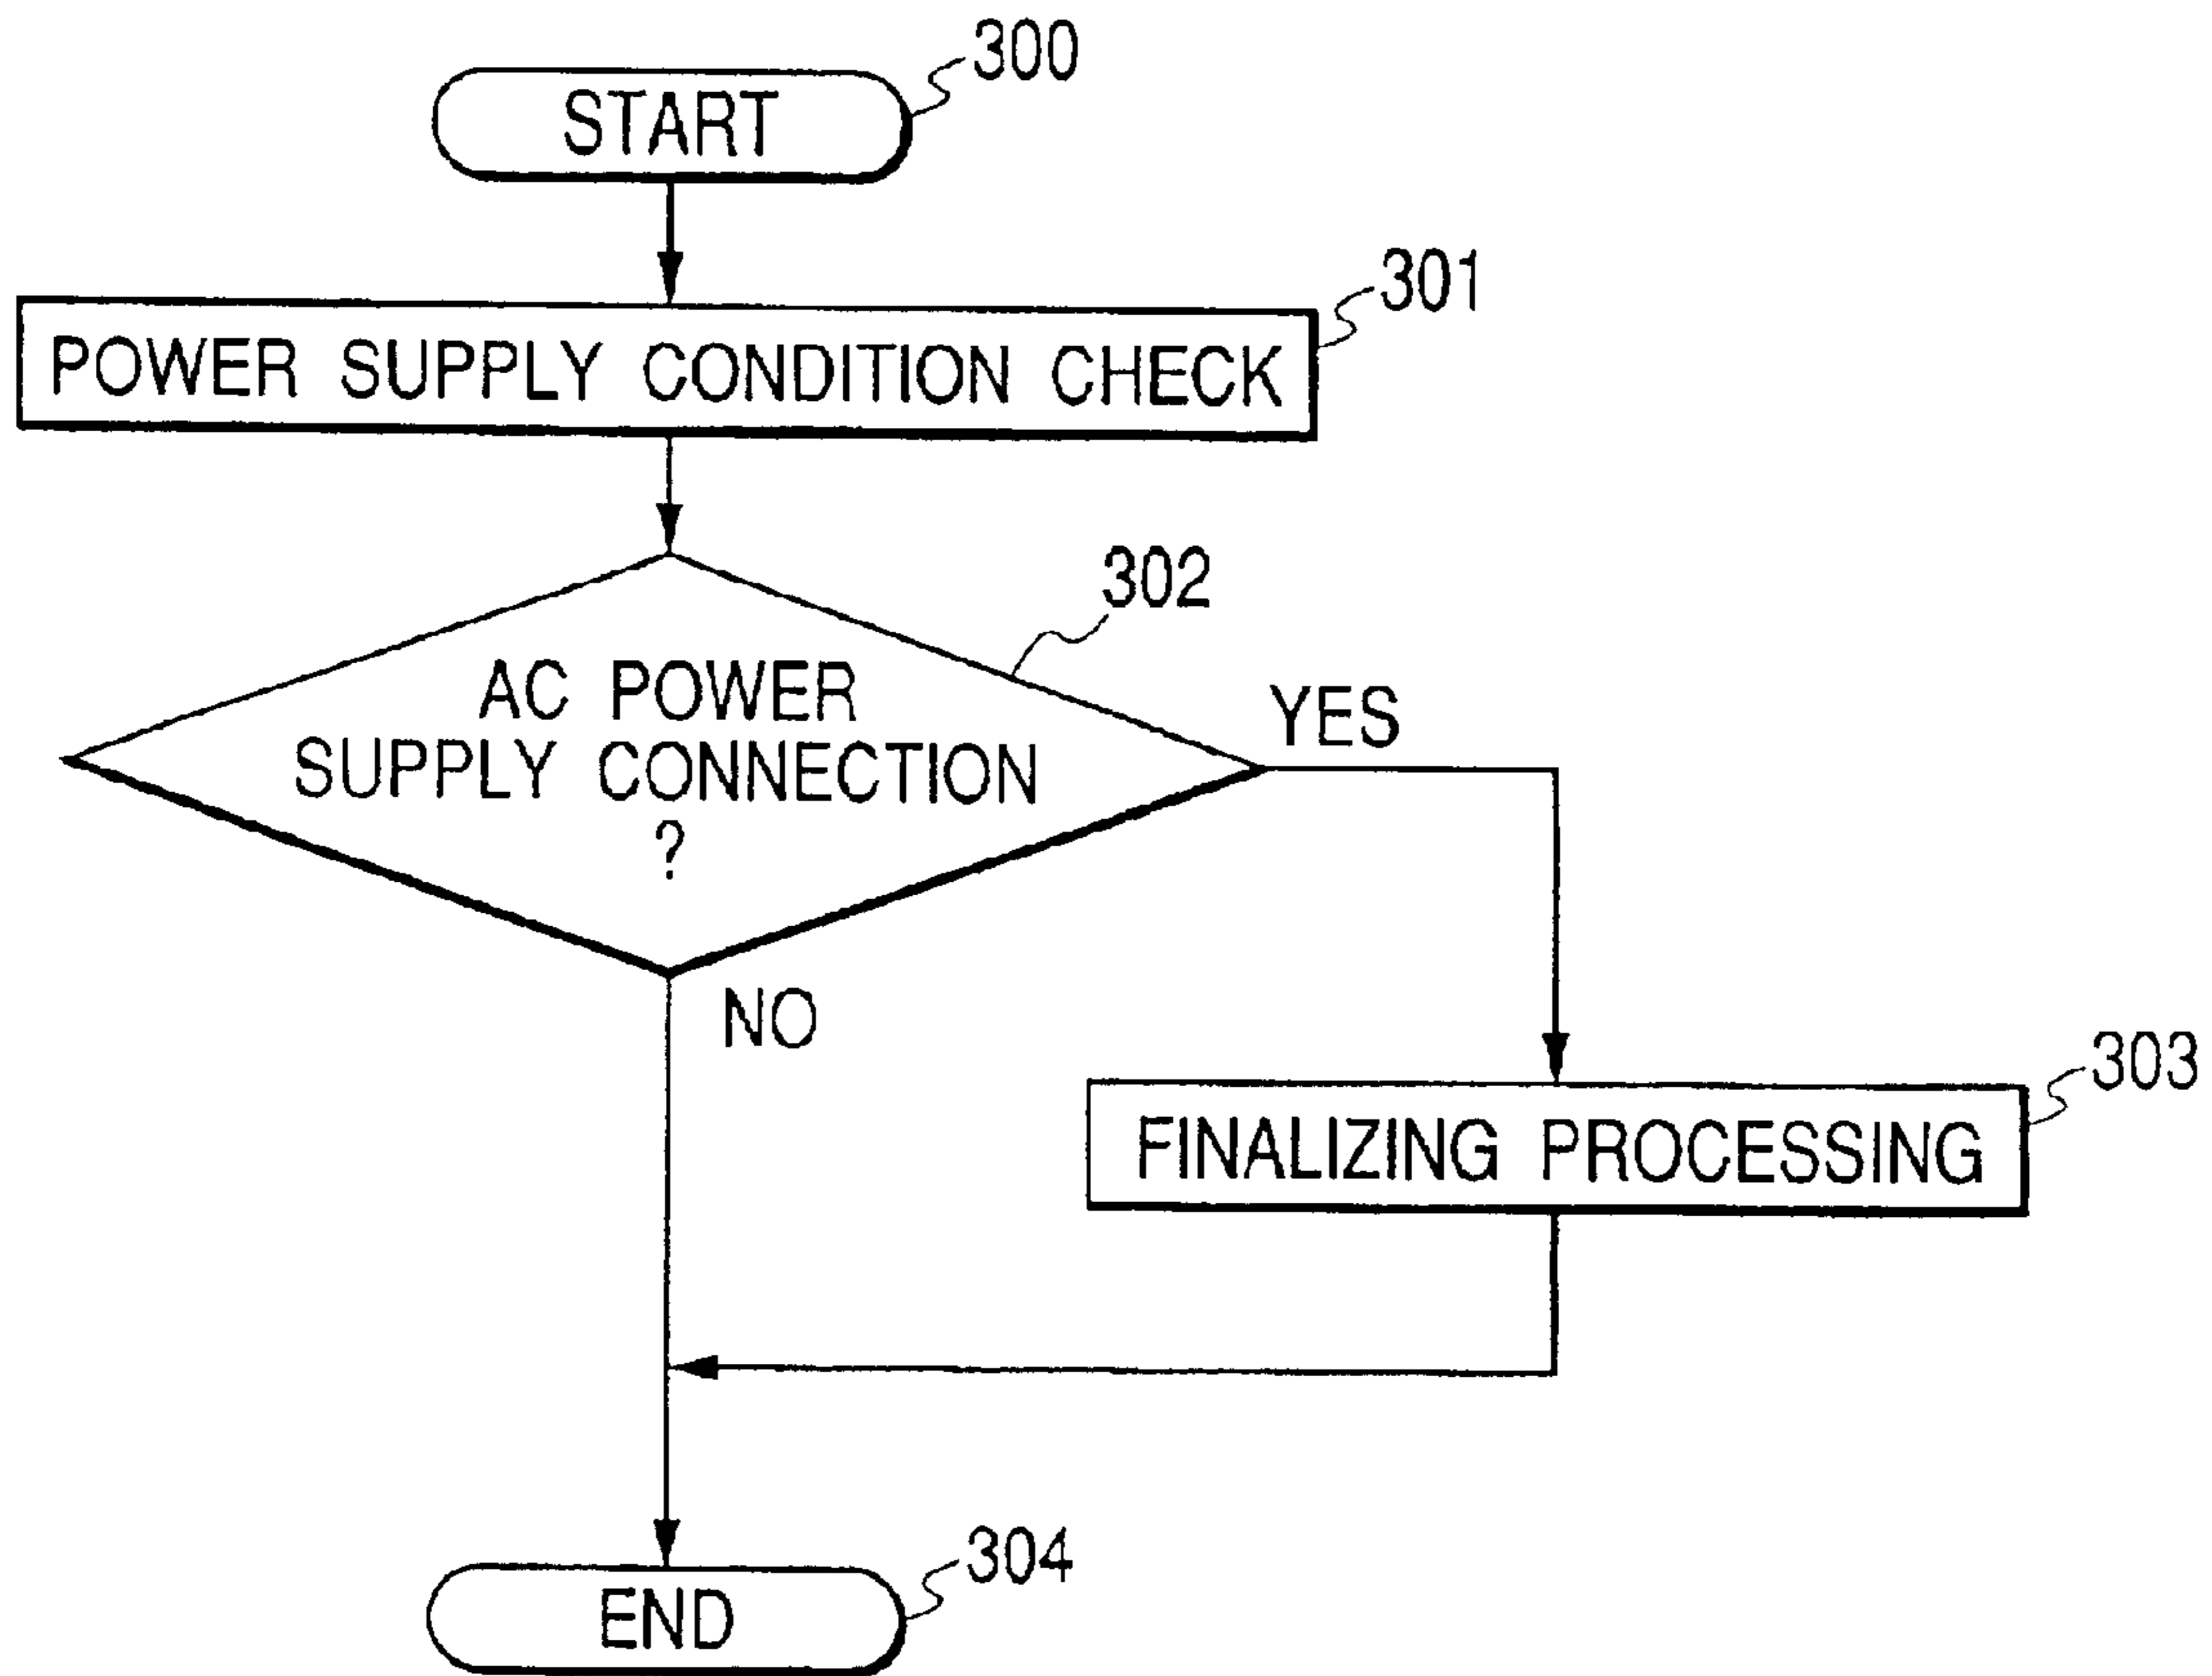 300
START
301
POWER SUPPLY CONDITION CHECK
302
AC POWER
SUPPLY CONNECTION
?
YES
NO
303
FINALIZING PROCESSING
304
END